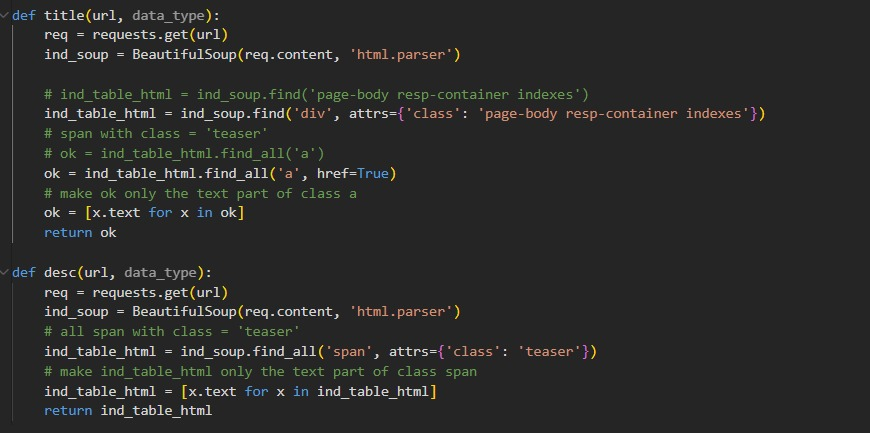 def title(url, data_type):
    req = requests.get(url)
    ind_soup = BeautifulSoup(req.content, 'html.parser')

    # ind_table_html = ind_soup.find('page-body resp-container indexes')
    ind_table_html = ind_soup.find('div', attrs={'class': 'page-body resp-container indexes'})
    # span with class = 'teaser'
    # ok = ind_table_html.find_all('a')
    ok = ind_table_html.find_all('a', href=True)
    # make ok only the text part of class a
    ok = [x.text for x in ok]
    return ok

def desc(url, data_type):
    req = requests.get(url)
    ind_soup = BeautifulSoup(req.content, 'html.parser')
    # all span with class = 'teaser'
    ind_table_html = ind_soup.find_all('span', attrs={'class': 'teaser'})
    # make ind_table_html only the text part of class span
    ind_table_html = [x.text for x in ind_table_html]
    return ind_table_html